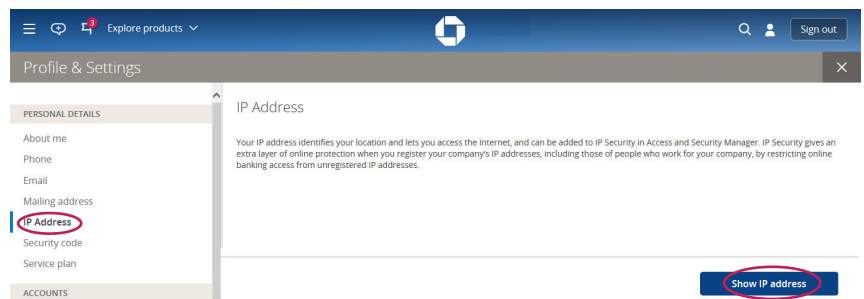 3
Explore products
Sign out
Profile & Settings
PERSONAL DETAILS
About me
Phone
Email
Mailing address
IP Address
Security code
Service plan
ACCOUNTS
IP Address
Your IP address identifies your location and lets you access the Internet, and can be added to IP Security in Access and Security Manager. IP Security gives an
extra layer of online protection when you register your company's IP addresses, including those of people who work for your company, by restricting online
banking access from unregistered IP addresses.
Show IP address